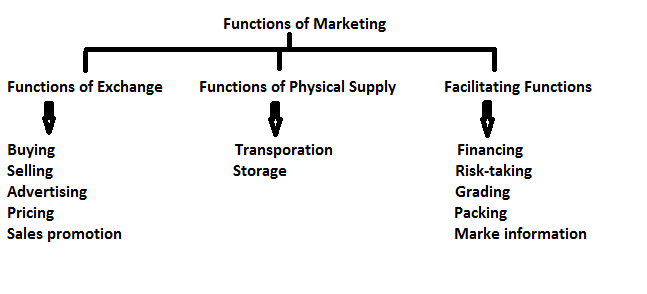 Functions of Marketing
Functions of Exchange
Functions of Physical Supply
Facilitating Functions
Buying
Selling
Advertising
Pricing
Sales promotion
Transporation
Storage
Financing
Risk-taking
Grading
Packing
Marke information